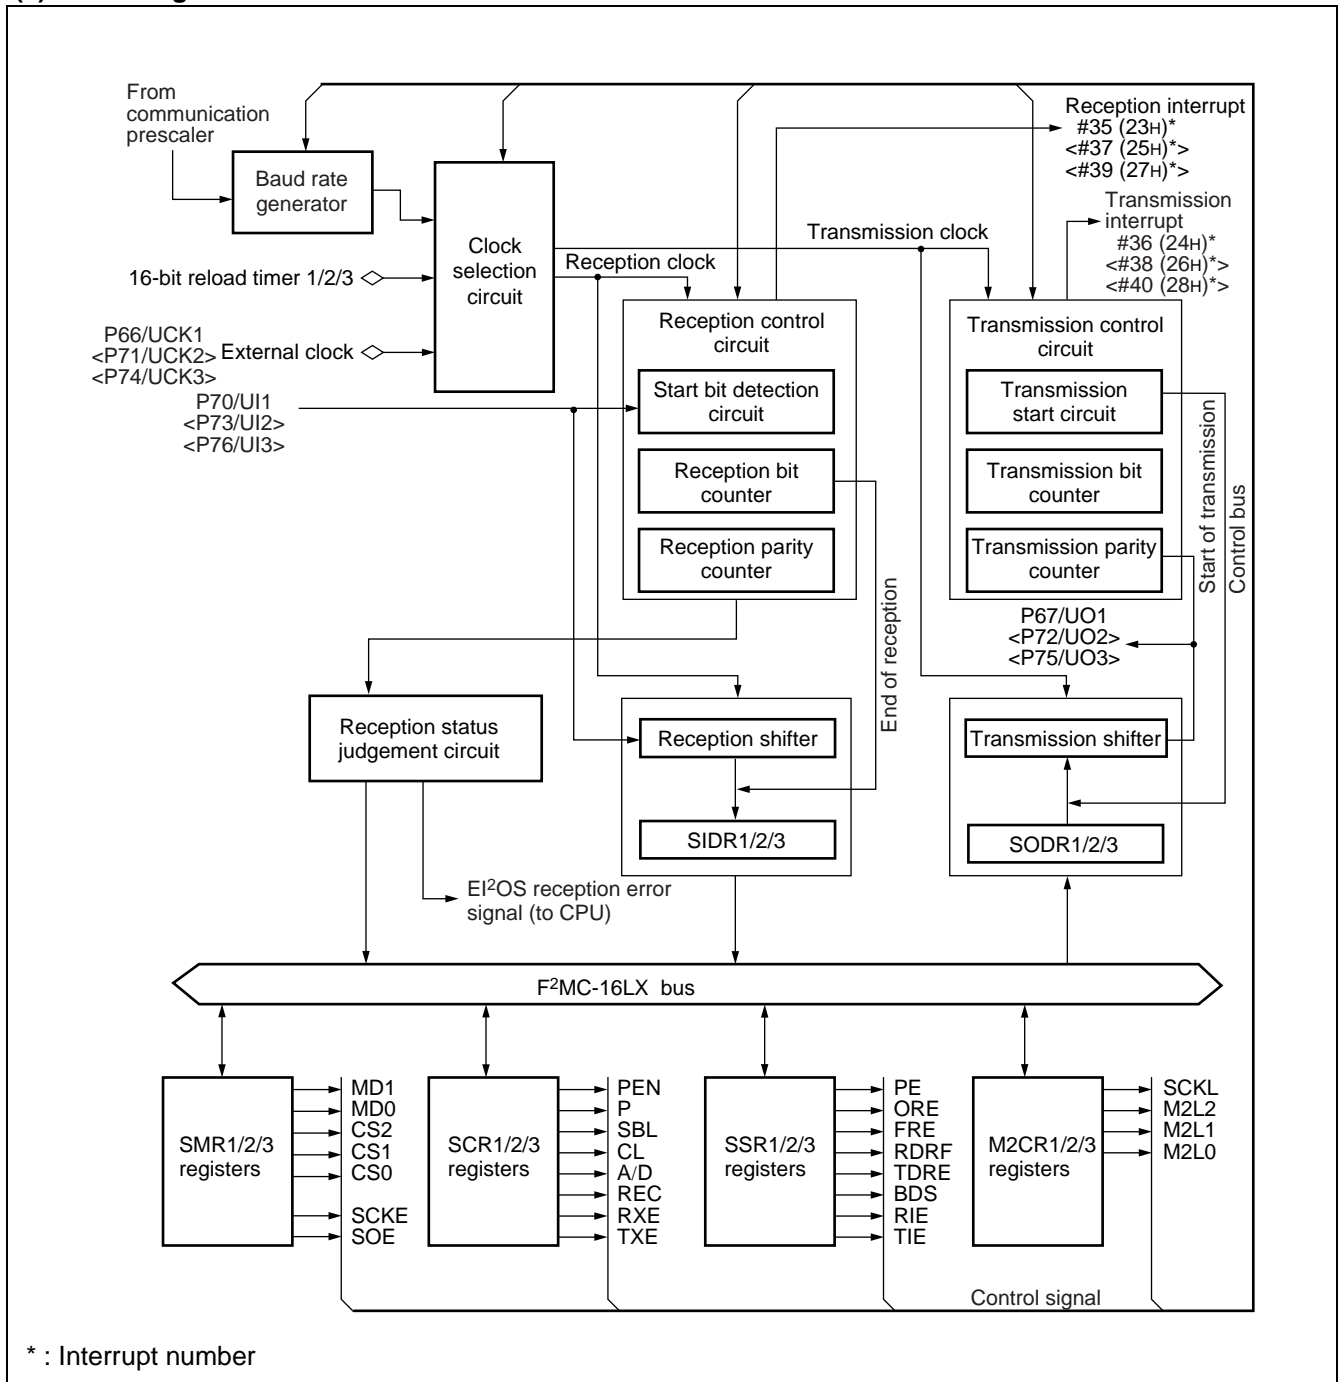 From
communication
prescaler
Baud rate
generator
Clock
selection
circuit
16-bit reload timer 1/2/3
P66/UCK1
<P71/UCK2>
<P74/UCK3>
External clock
P70/UI1
<P73/UI2>
<P76/UI3>
Reception interrupt
#35 (23H)*
<#37 (25H)*>
<#39 (27H)*>
Transmission
interrupt
#36 (24H)*
<#38 (26H)*>
<#40 (28H)*>
Transmission clock
Reception clock
Reception control
circuit
Start bit detection
circuit
Reception bit
counter
Reception parity
counter
Transmission control
circuit
Transmission
start circuit
Transmission bit
counter
Transmission parity
counter
Start of transmission
Control bus
End of reception
P67/UO1
<P72/UO2>
<P75/UO3>
Reception status
judgement circuit
Reception shifter
SIDR1/2/3
Transmission shifter
SODR1/2/3
EI²OS reception error
signal (to CPU)
F²MC-16LX bus
SMR1/2/3
registers
MD1
MD0
CS2
CS1
CS0
SCKE
SOE
SCR1/2/3
registers
PEN
P
SBL
CL
A/D
REC
RXE
TXE
SSR1/2/3
registers
PE
ORE
FRE
RDRF
TDRE
BDS
RIE
TIE
M2CR1/2/3
registers
SCKL
M2L2
M2L1
M2L0
Control signal
* : Interrupt number